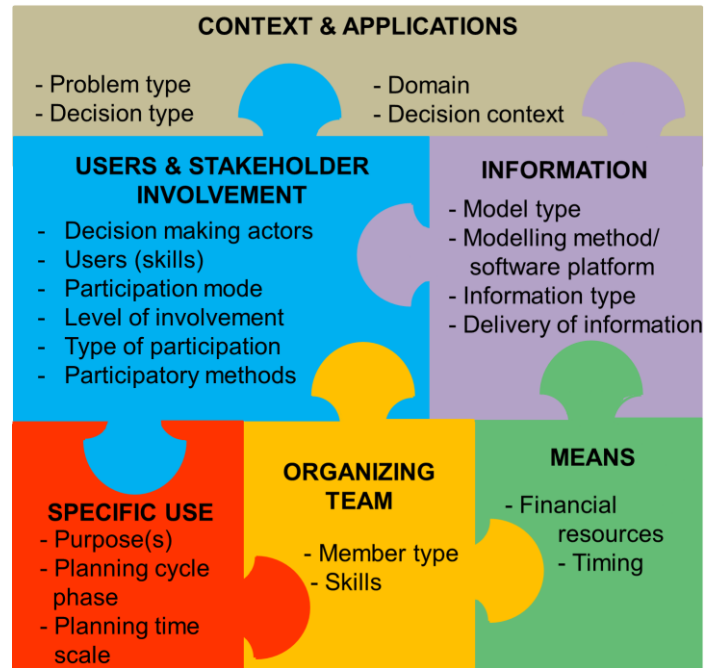 CONTEXT & APPLICATIONS
- Problem type
- Decision type
- Domain
- Decision context
USERS & STAKEHOLDER
INVOLVEMENT
- Decision making actors
- Users (skills)
- Participation mode
- Level of involvement
- Type of participation
- Participatory methods
INFORMATION
- Model type
- Modelling method/
software platform
- Information type
- Delivery of information
SPECIFIC USE
- Purpose(s)
- Planning cycle
phase
- Planning time
scale
ORGANIZING
TEAM
- Member type
- Skills
MEANS
- Financial
resources
- Timing